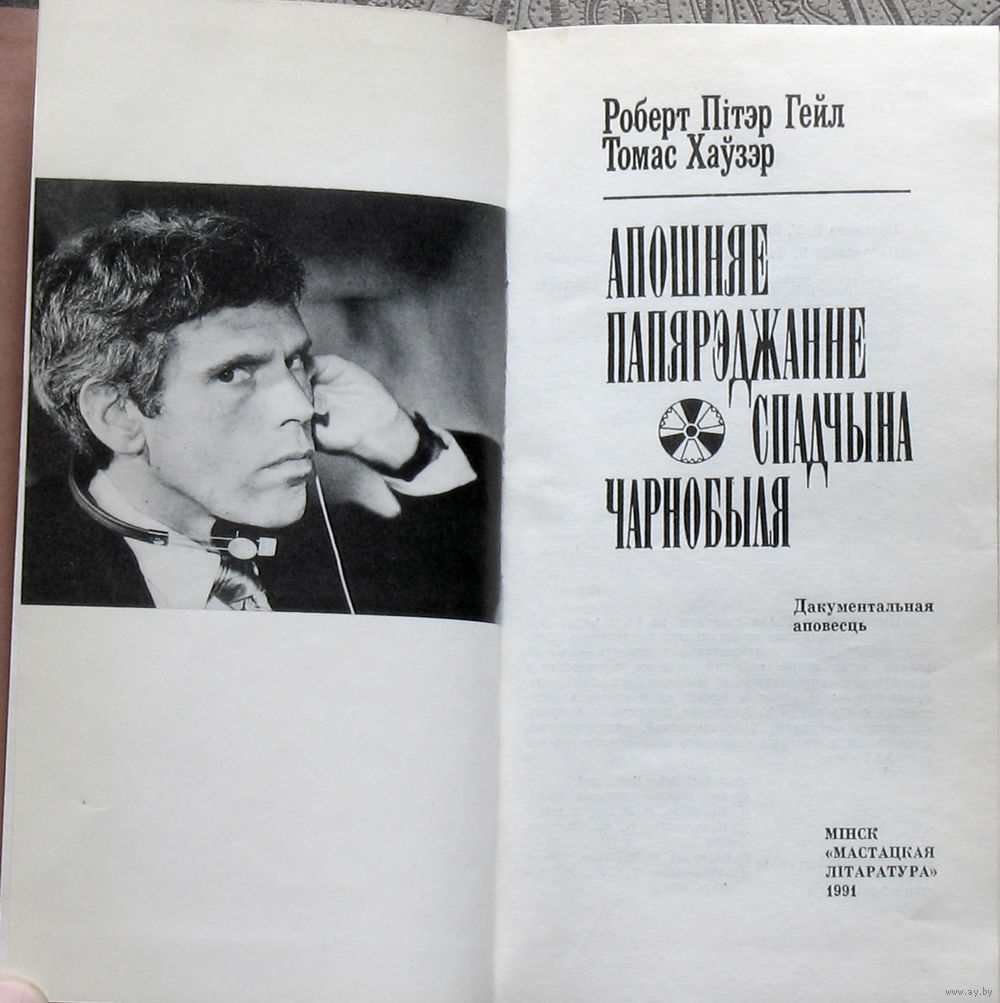 Роберт Пітэр Гейл
Томас Хаўзэр
АПОШНЯЕ
ПАПЯРЭДЖАННЕ
СПАДЧЫНА
ЧАРНОБЫЛЯ
Дакументальная
аповесць
МІНСК
«МАСТАЦКАЯ
ЛІТАРАТУРА»
1991
www.ay.by